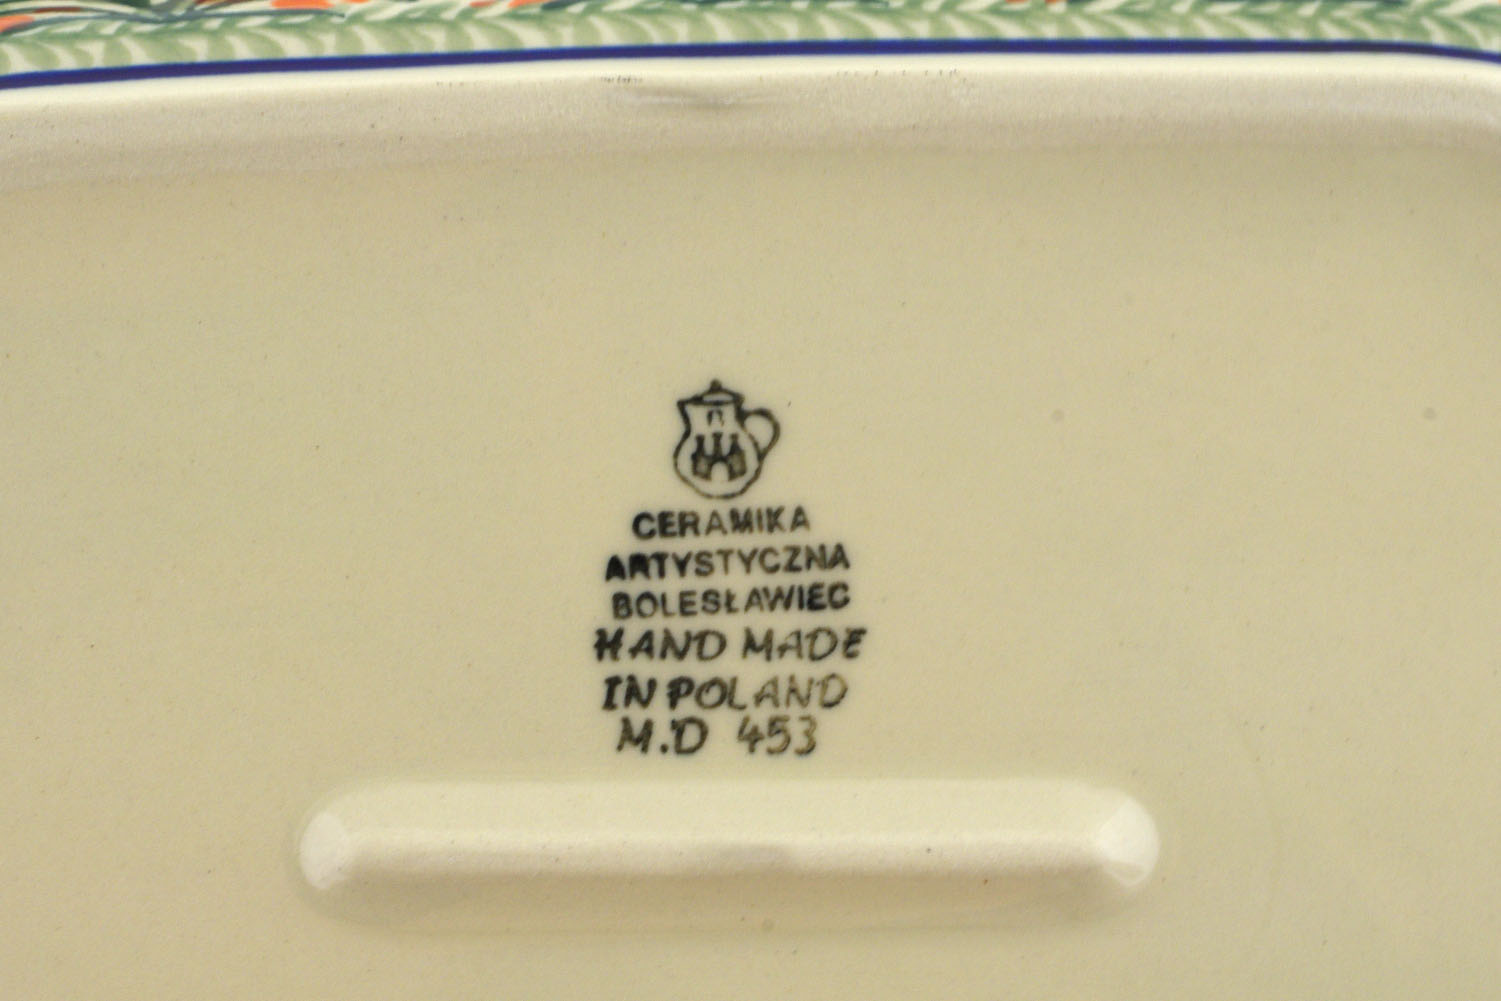 B
CERAMIKA
ARTYSTYCZNA
BOLESŁAWIEC
HAND MADE
IN POLAND
M.D 453